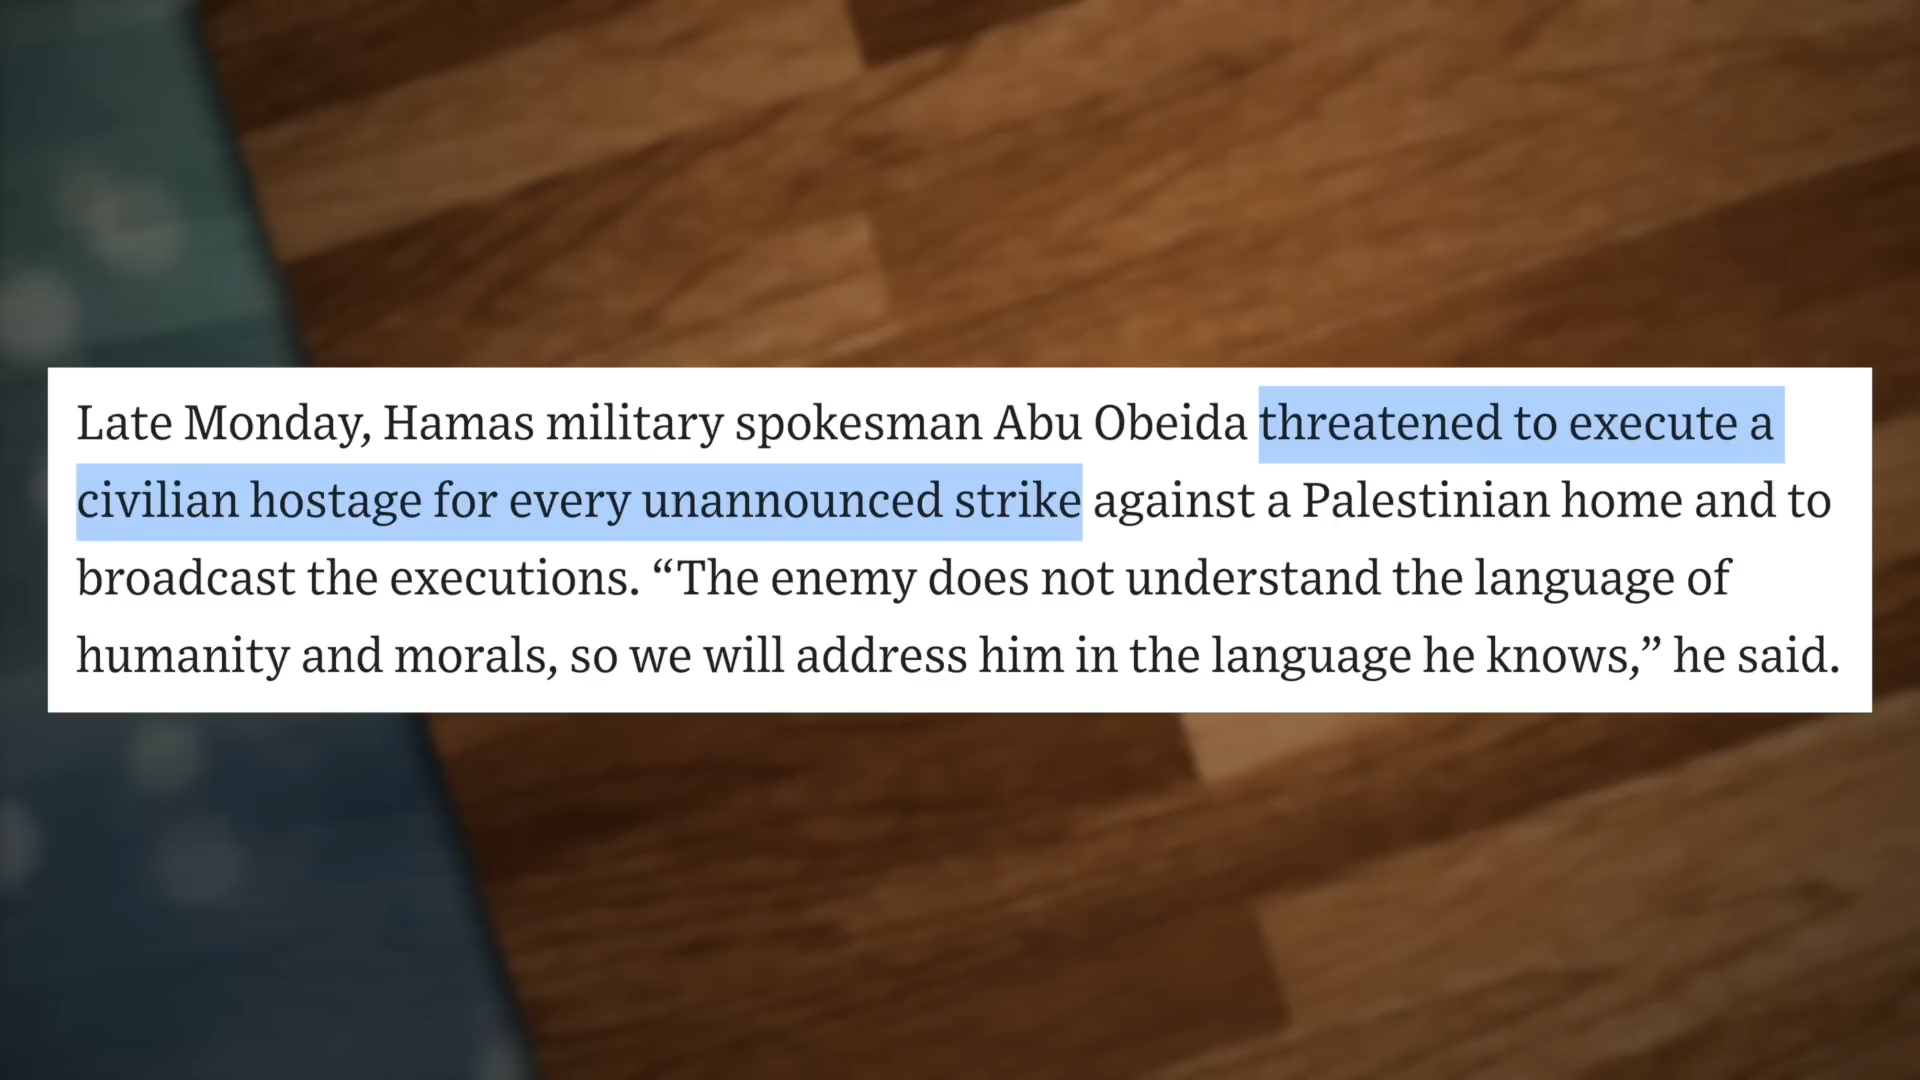 Late Monday, Hamas military spokesman Abu Obeida threatened to execute a
civilian hostage for every unannounced strike against a Palestinian home and to
broadcast the executions. “The enemy does not understand the language of
humanity and morals, so we will address him in the language he knows,” he said.